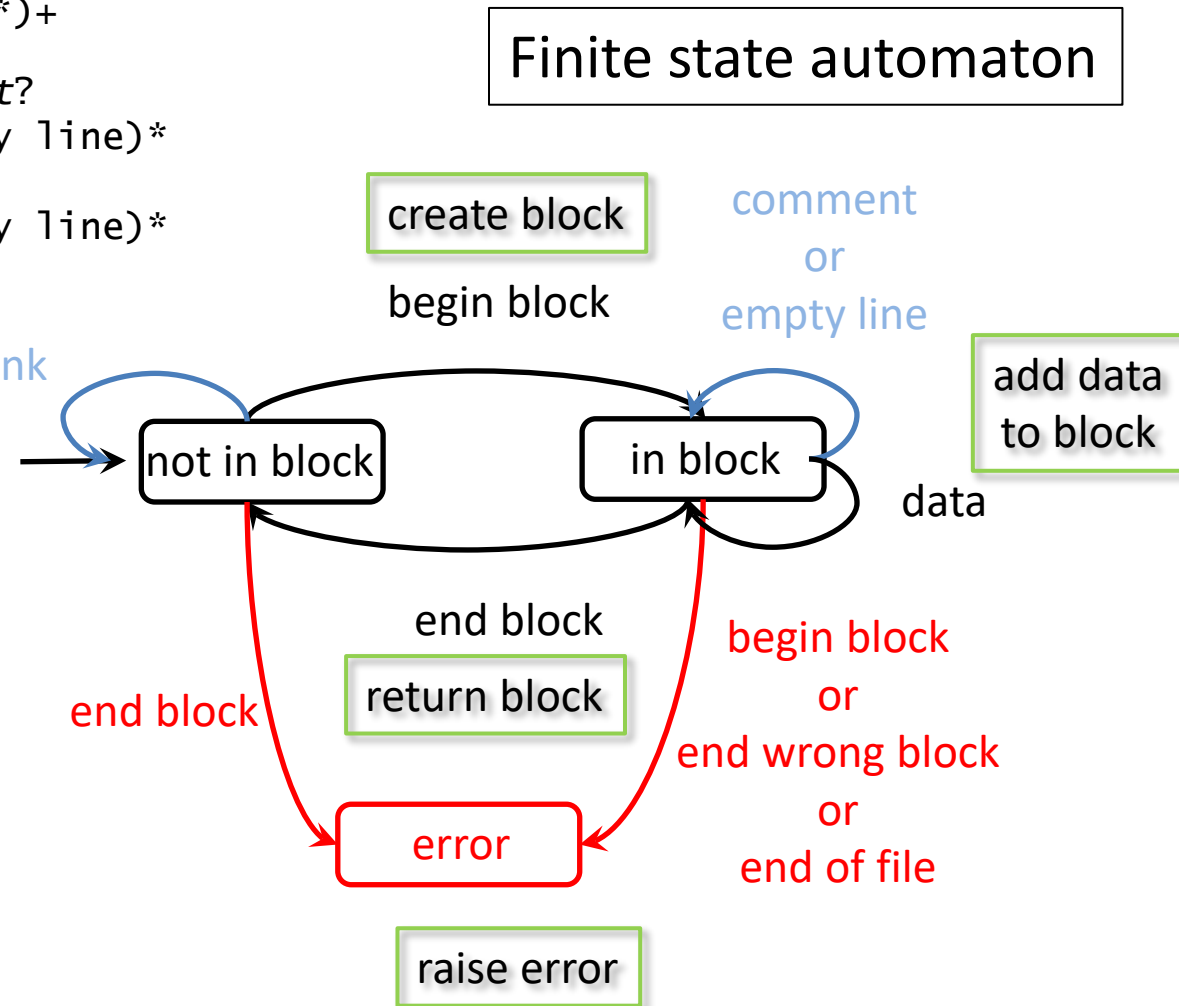 *)+
Finite state automaton
t?
y line)*
y line)*
create block
comment
or
empty line
begin block
nk
add data
to block
not in block
in block
data
end block
return block
end block
begin block
or
end wrong block
or
end of file
error
raise error